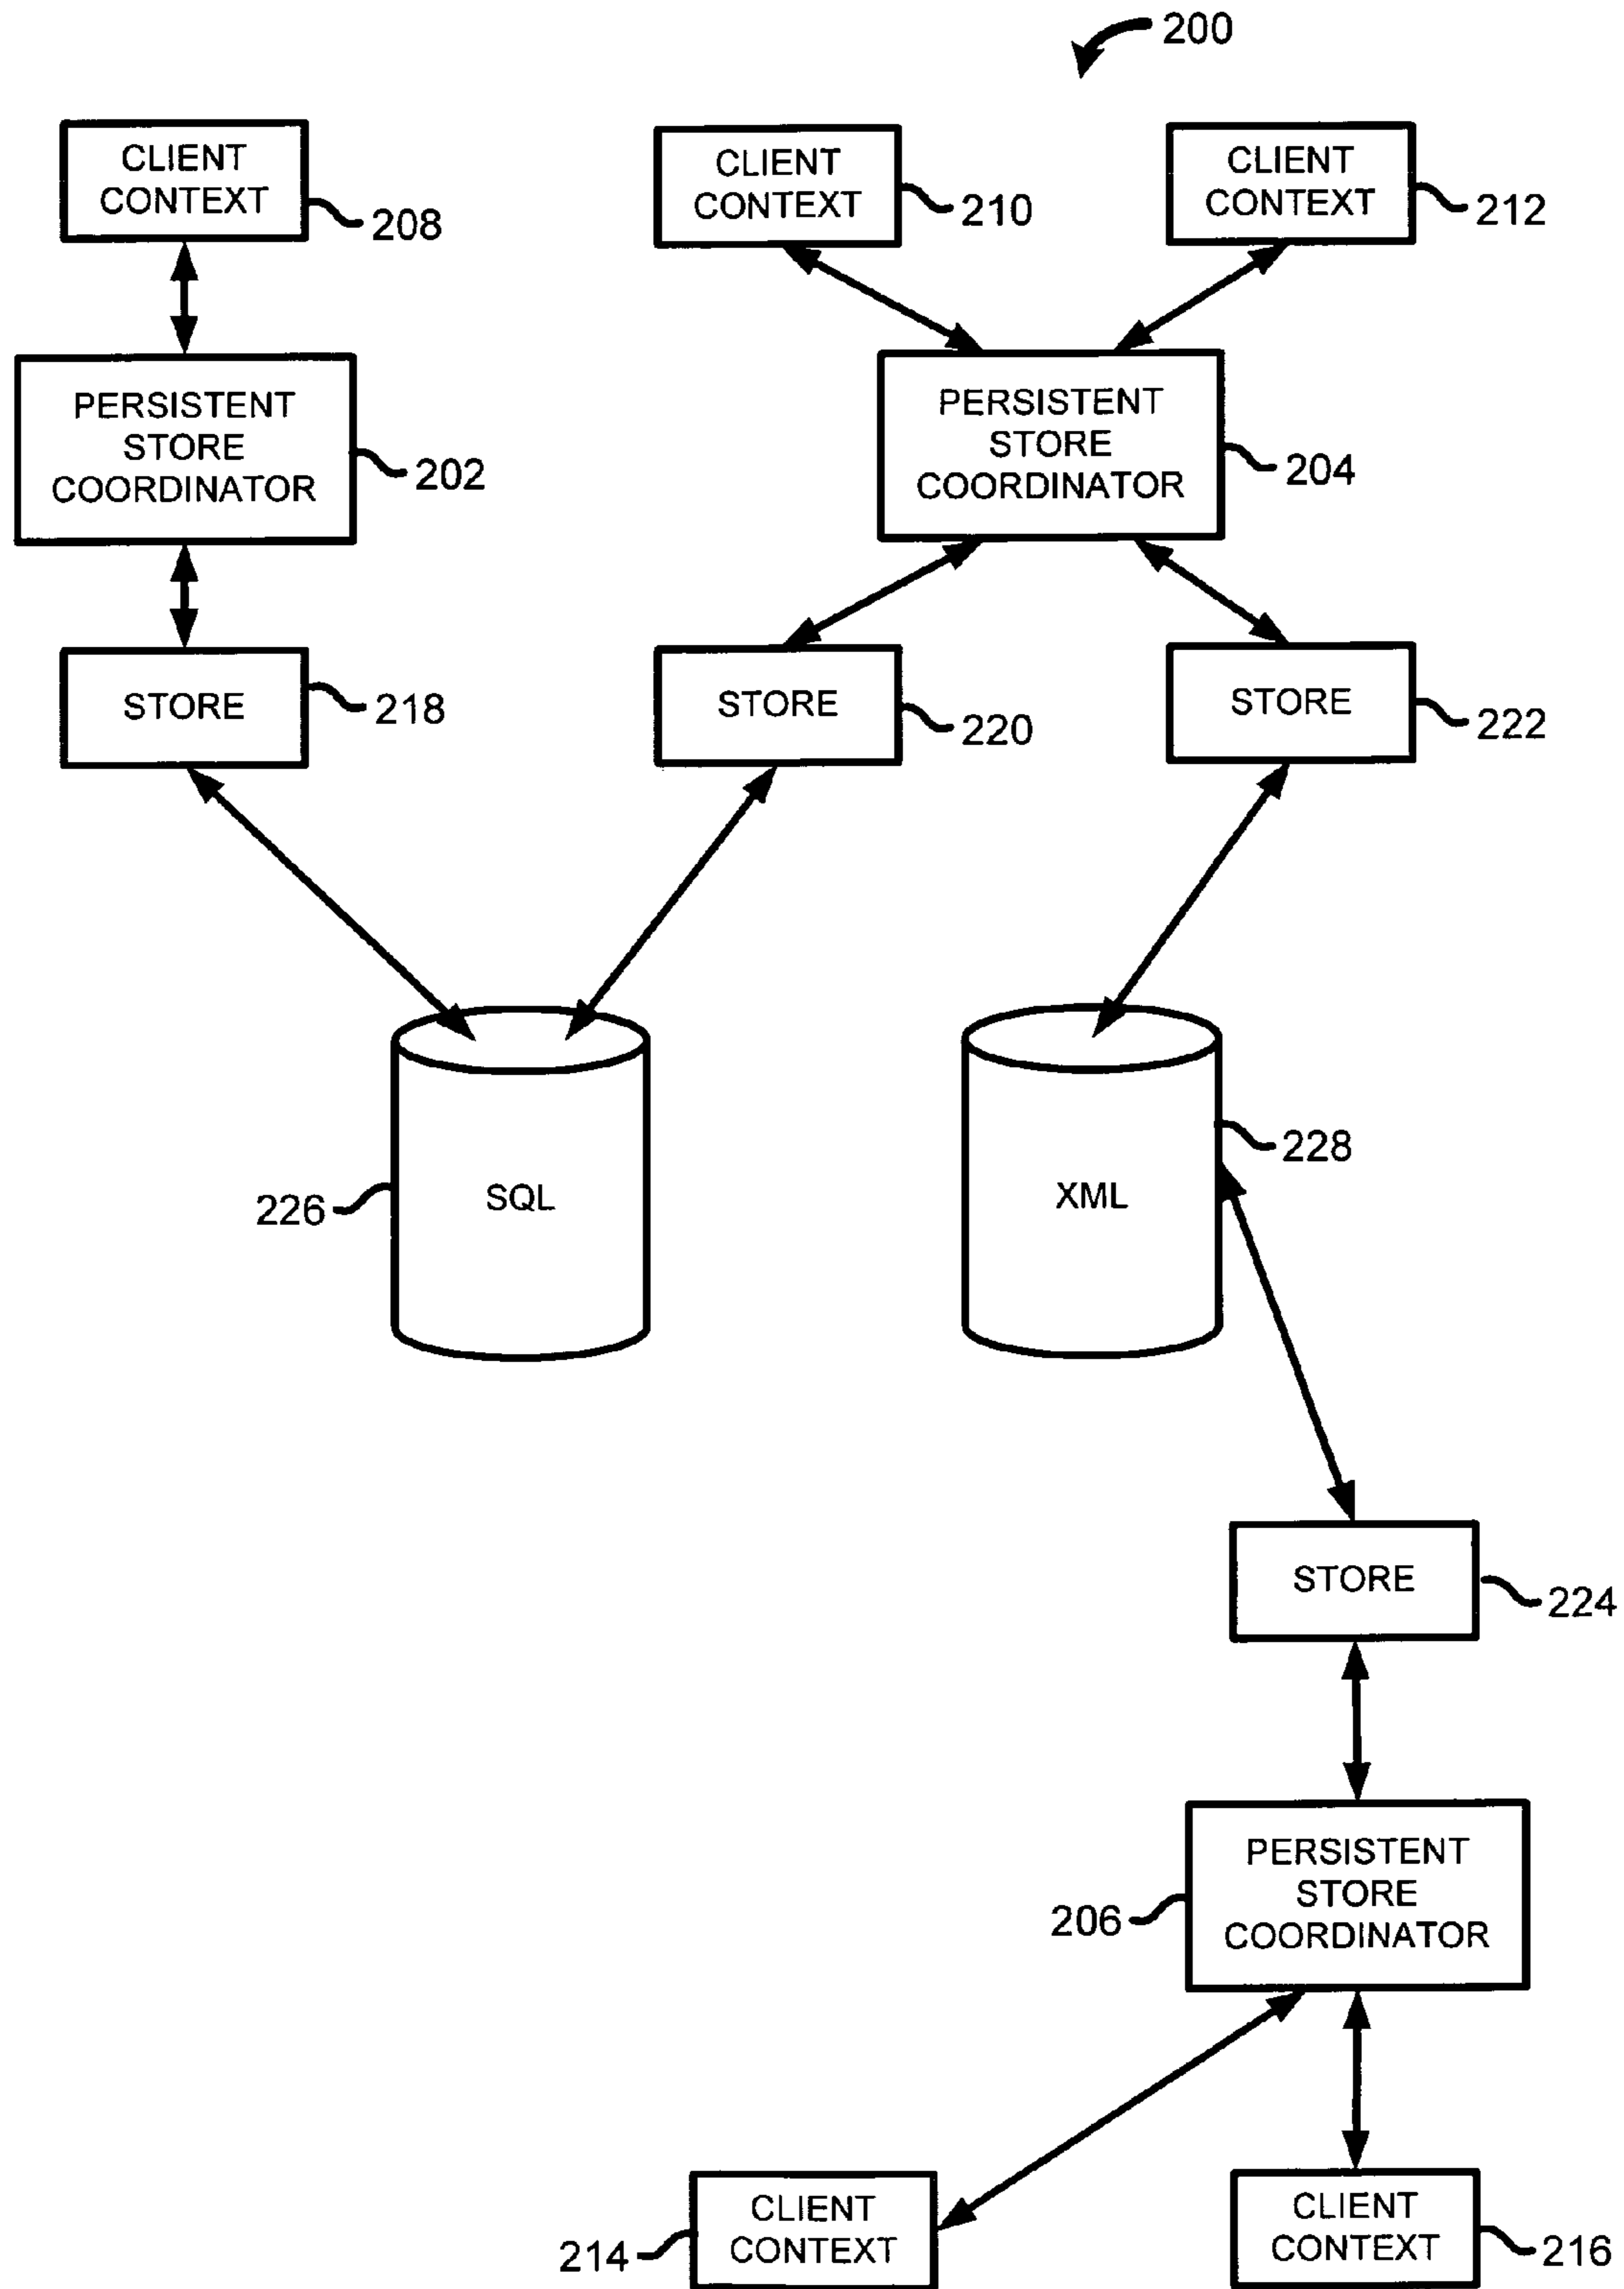 200
CLIENT
CONTEXT
208
CLIENT
CONTEXT
210
CLIENT
CONTEXT
212
PERSISTENT
STORE
COORDINATOR
202
PERSISTENT
STORE
COORDINATOR
204
STORE
218
STORE
220
STORE
222
226
SQL
XML
228
STORE
224
206
PERSISTENT
STORE
COORDINATOR
214
CLIENT
CONTEXT
CLIENT
CONTEXT
216